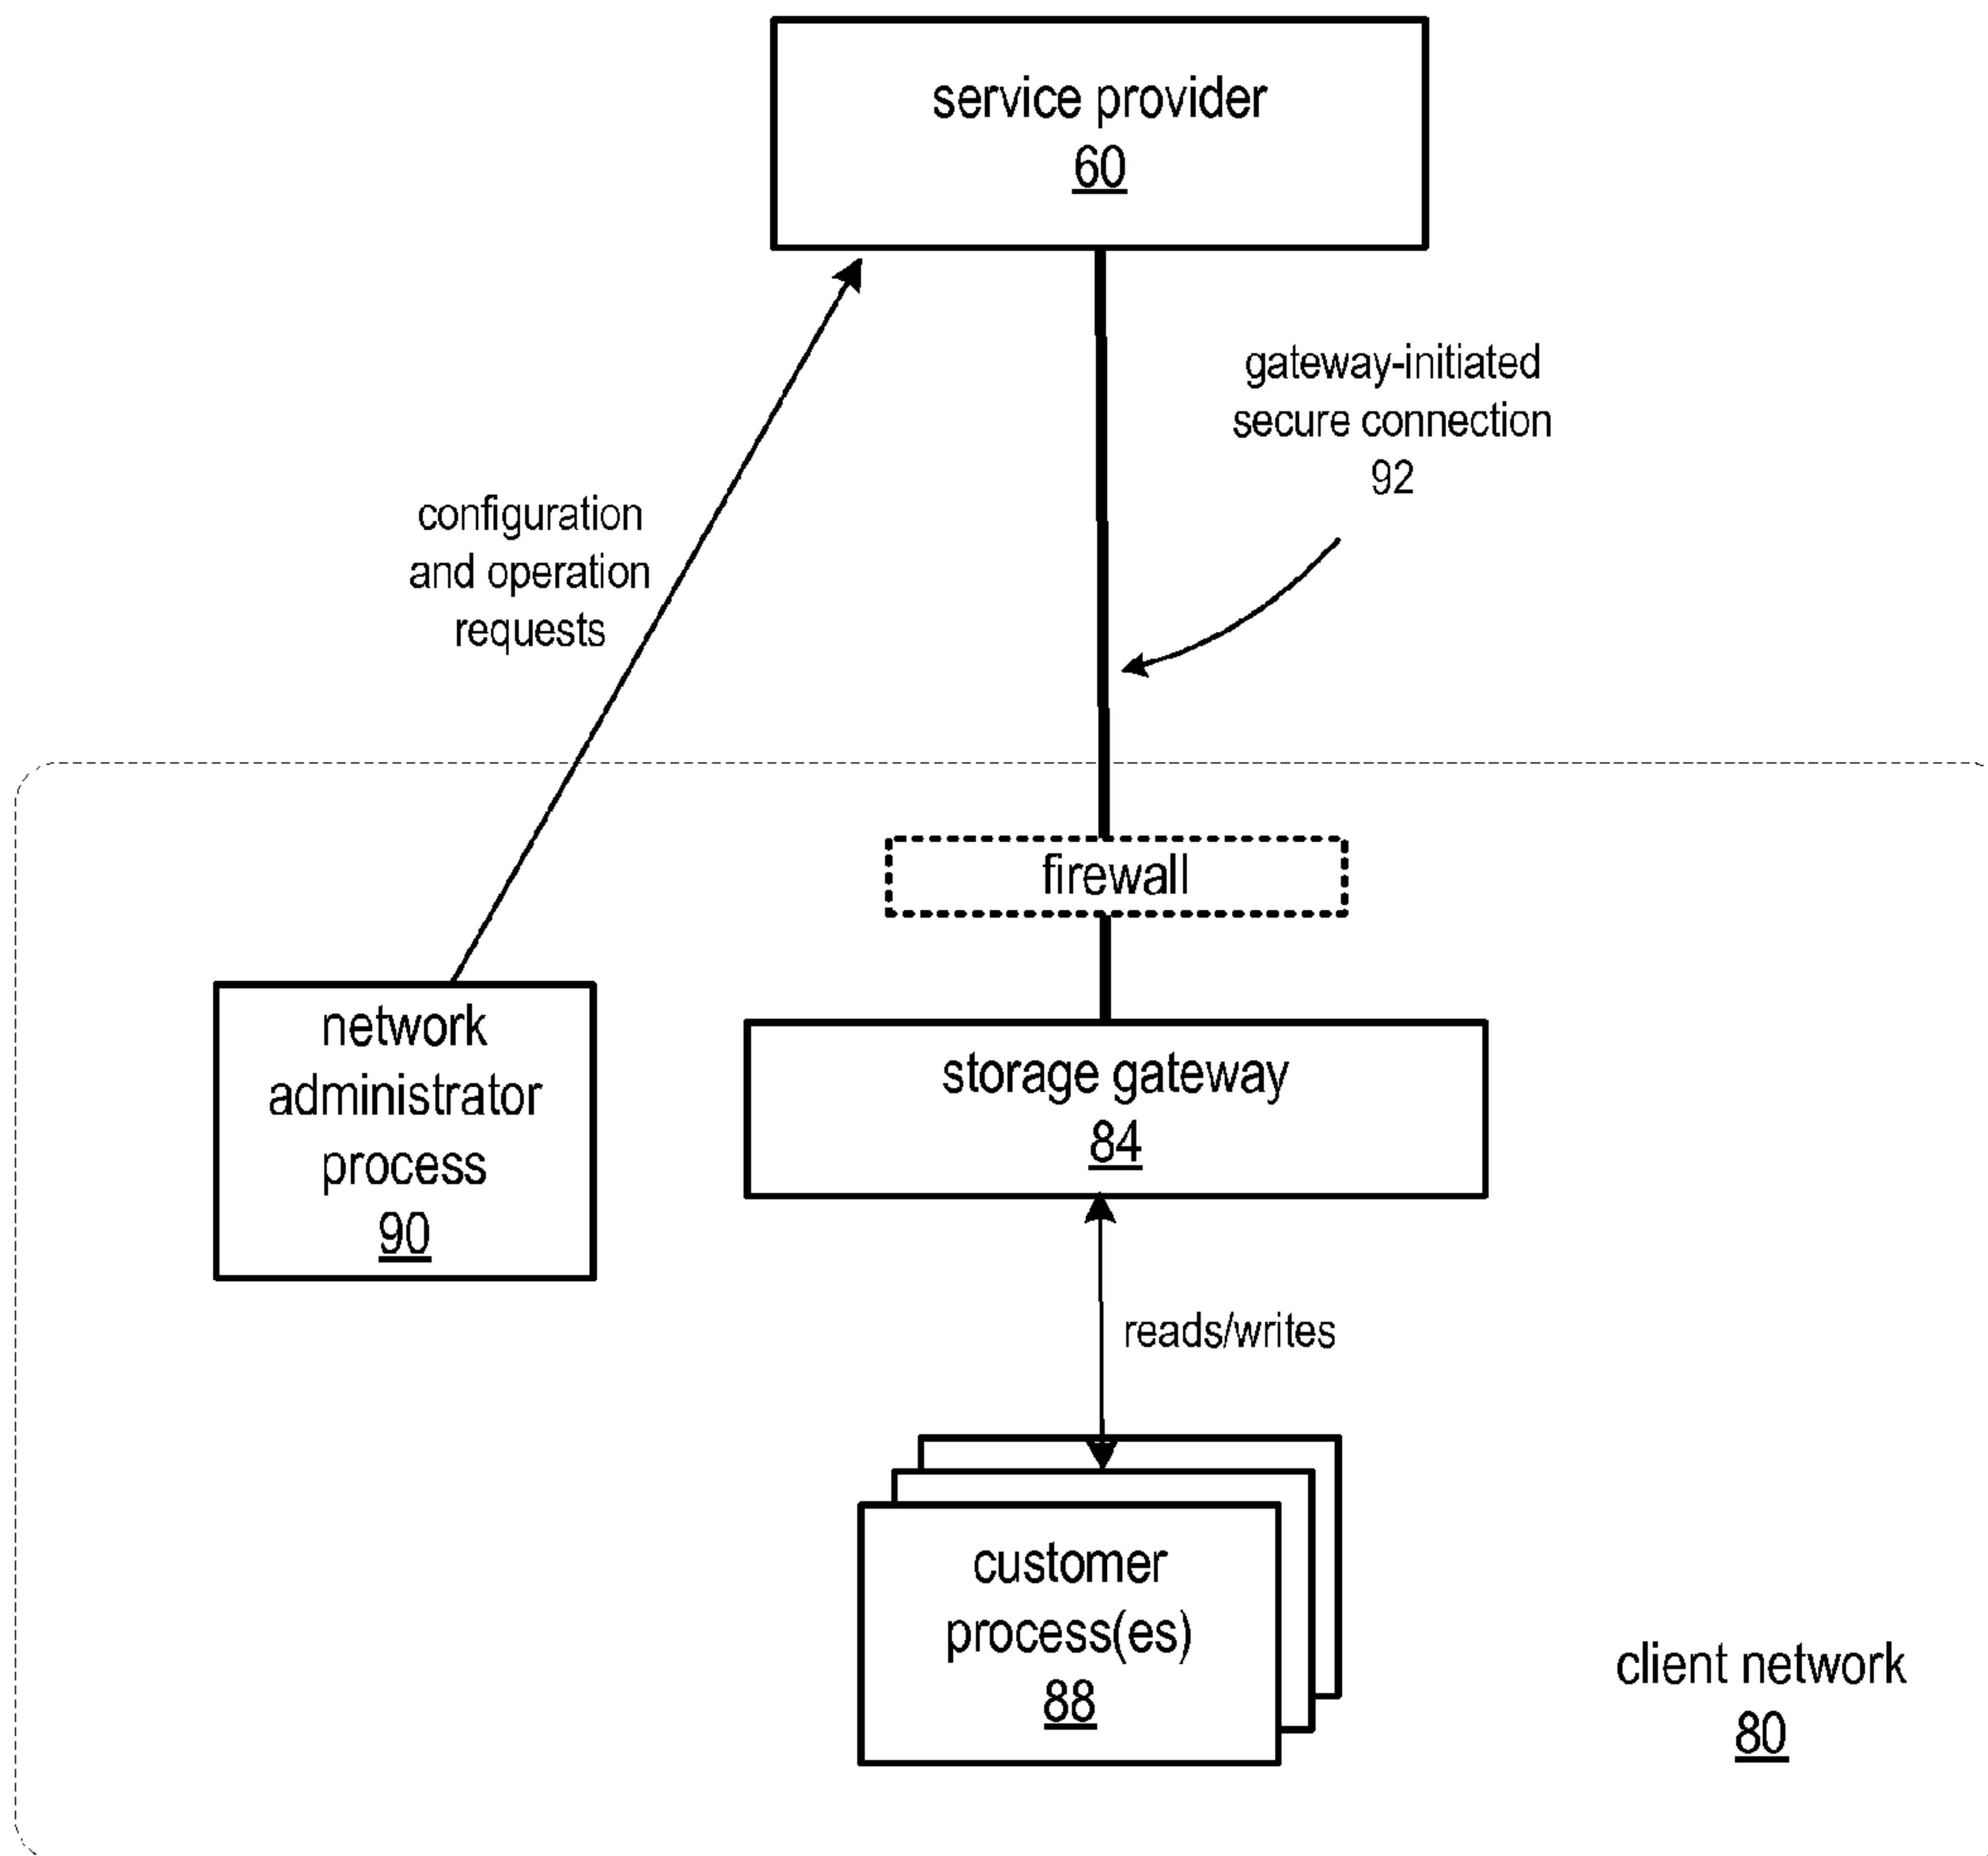 service provider
60
gateway-initiated
secure connection
92
configuration
and operation
requests
firewall
network
administrator
process
90
storage gateway
84
reads/writes
customer
process(es)
88
client network
80